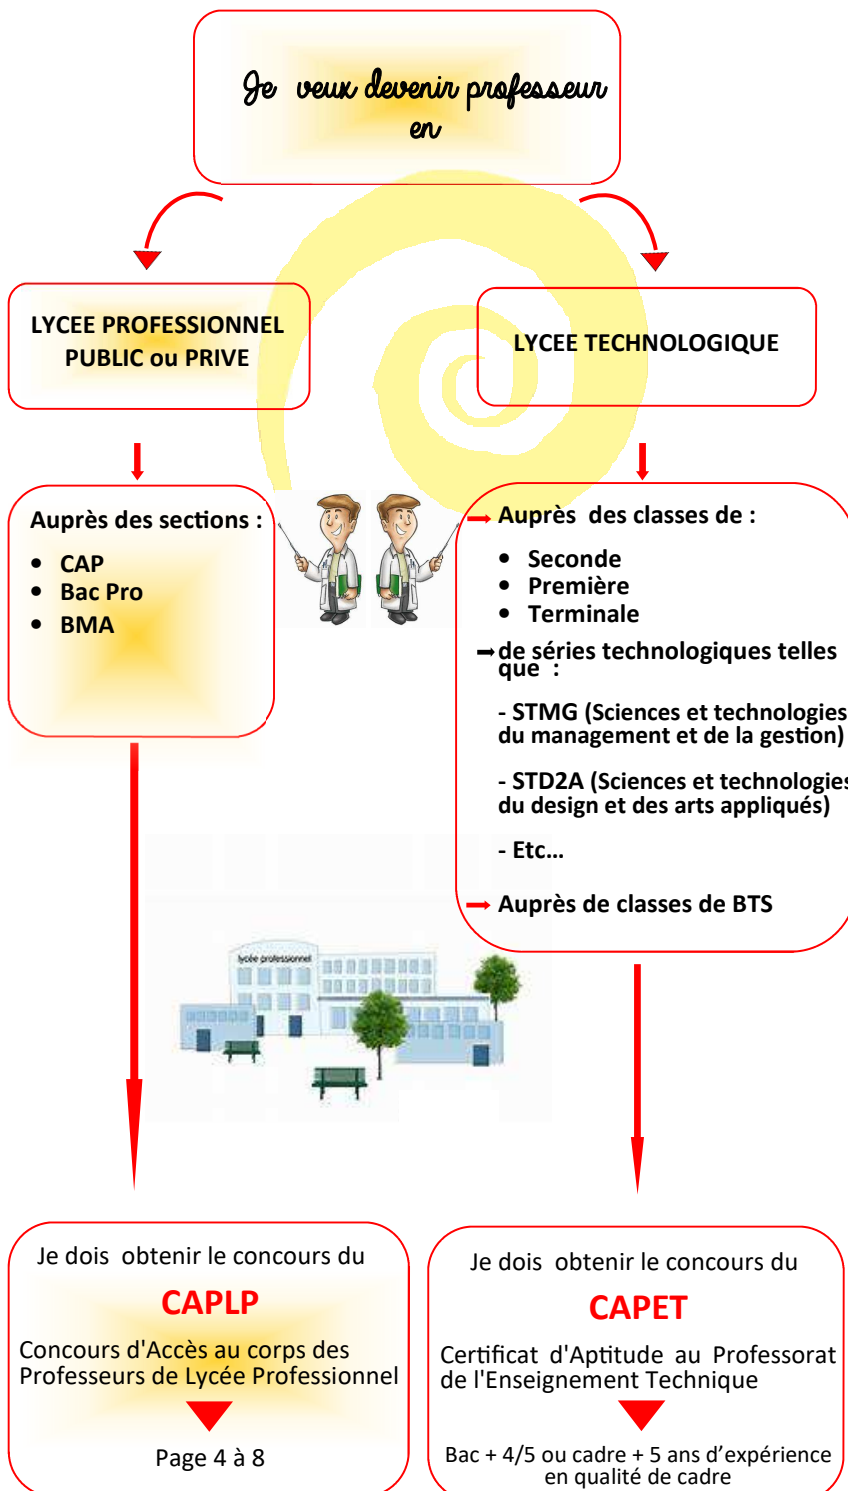 Je veux devenir professeur
en
LYCEE PROFESSIONNEL
PUBLIC ou PRIVE
LYCEE TECHNOLOGIQUE
Auprès des sections :
• CAP
• Bac Pro
• BMA
Auprès des classes de :
• Seconde
• Première
• Terminale
de séries technologiques telles
que :
- STMG (Sciences et technologies
du management et de la gestion)
- STD2A (Sciences et technologies
du design et des arts appliqués)
- Etc...
Auprès de classes de BTS
lycée professionnel
Je dois obtenir le concours du
CAPLP
Concours d'Accès au corps des
Professeurs de Lycée Professionnel
Page 4 à 8
Je dois obtenir le concours du
CAPET
Certificat d'Aptitude au Professorat
de l'Enseignement Technique
Bac + 4/5 ou cadre + 5 ans d’expérience
en qualité de cadre